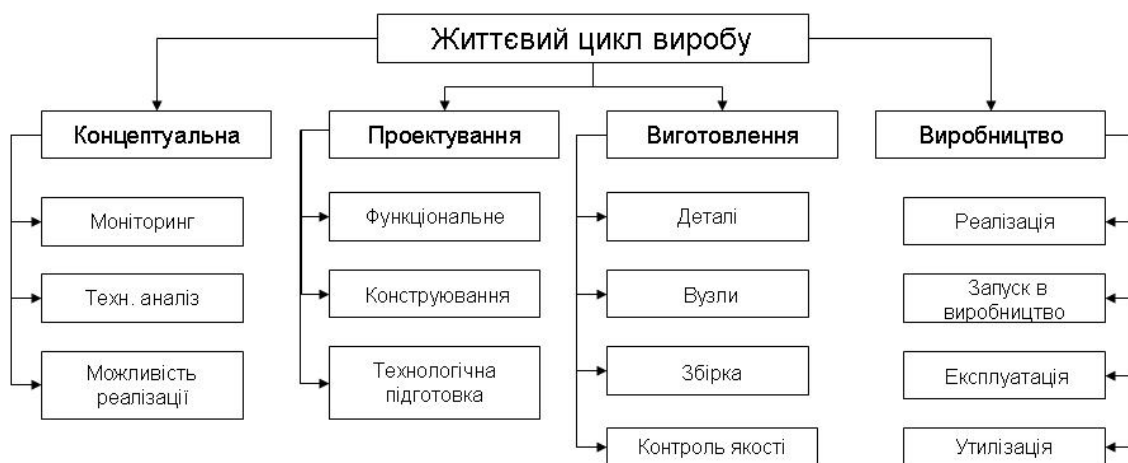 Життєвий цикл виробу
Концептуальна
Проектування
Виготовлення
Виробництво
Моніторинг
Техн. аналіз
Можливість
реалізації
Функціональне
Конструювання
Технологічна
підготовка
Деталі
Вузли
Збірка
Контроль якості
Реалізація
Запуск в
виробництво
Експлуатація
Утилізація